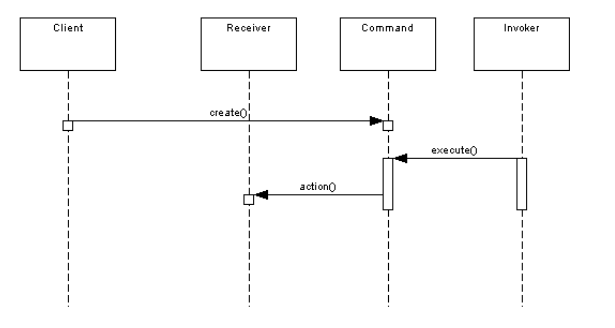 Client
Receiver
Command
Invoker
create()
execute()
action()